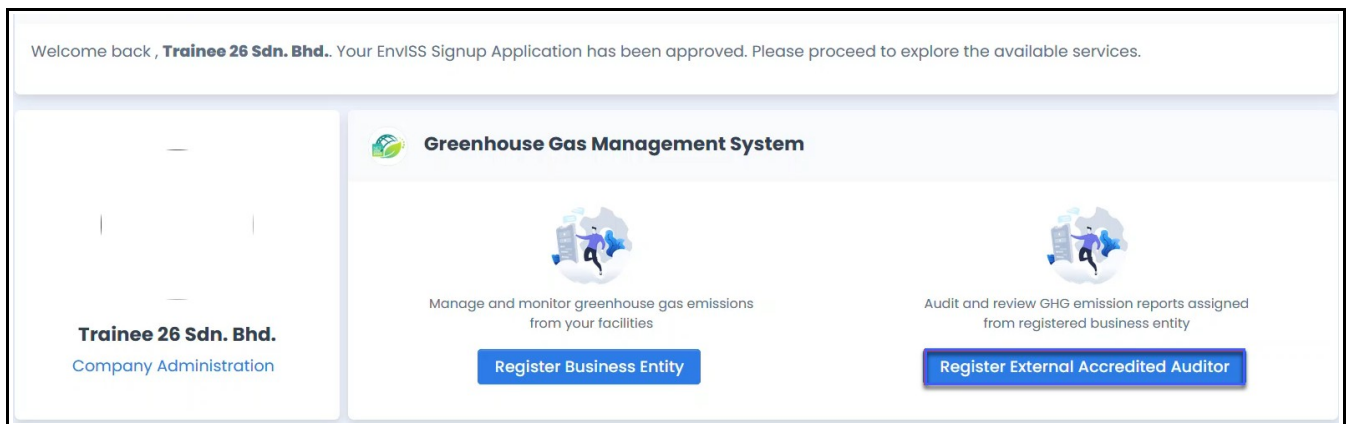 Welcome back , Trainee 26 Sdn. Bhd.. Your EnvISS Signup Application has been approved. Please proceed to explore the available services.
Trainee 26 Sdn. Bhd.
Company Administration
Greenhouse Gas Management System
Manage and monitor greenhouse gas emissions
from your facilities
Register Business Entity
Audit and review GHG emission reports assigned
from registered business entity
Register External Accredited Auditor